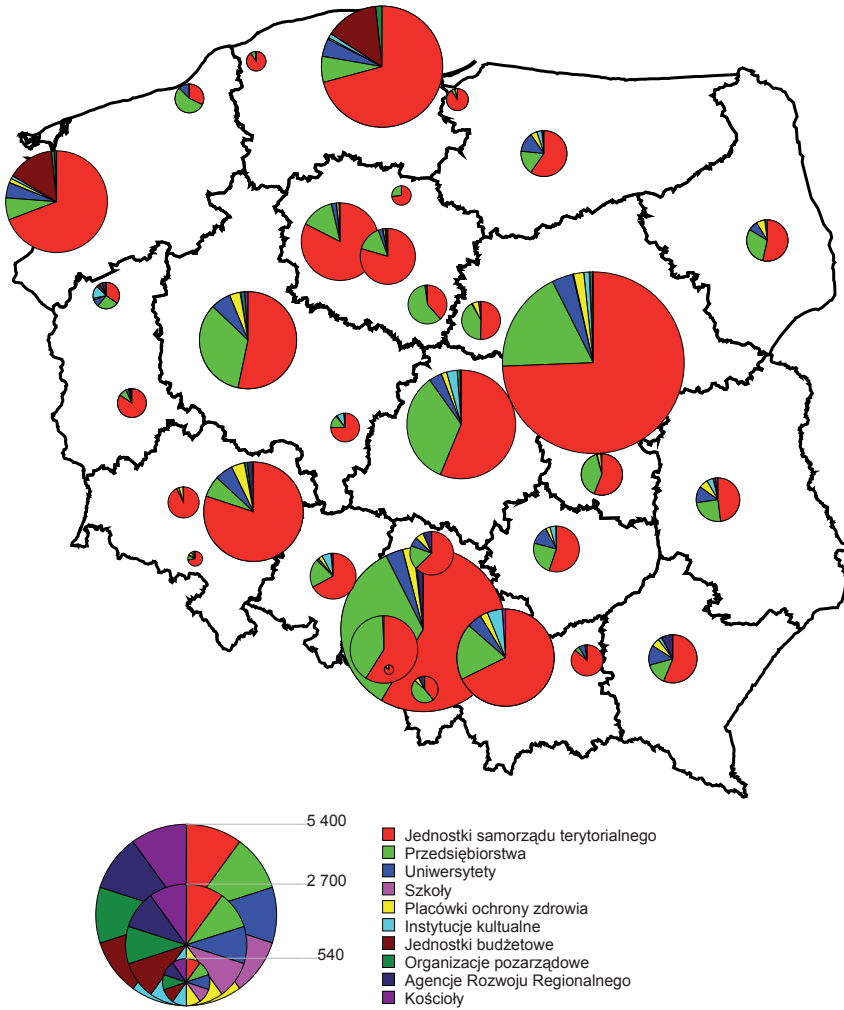 5 400
2 700
540
Jednostki samorządu terytorialnego
Przedsiębiorstwa
Uniwersytety
Szkoły
Placówki ochrony zdrowia
Instytucje kultualne
Jednostki budżetowe
Organizacje pozarządowe
Agencje Rozwoju Regionalnego
Kościoły